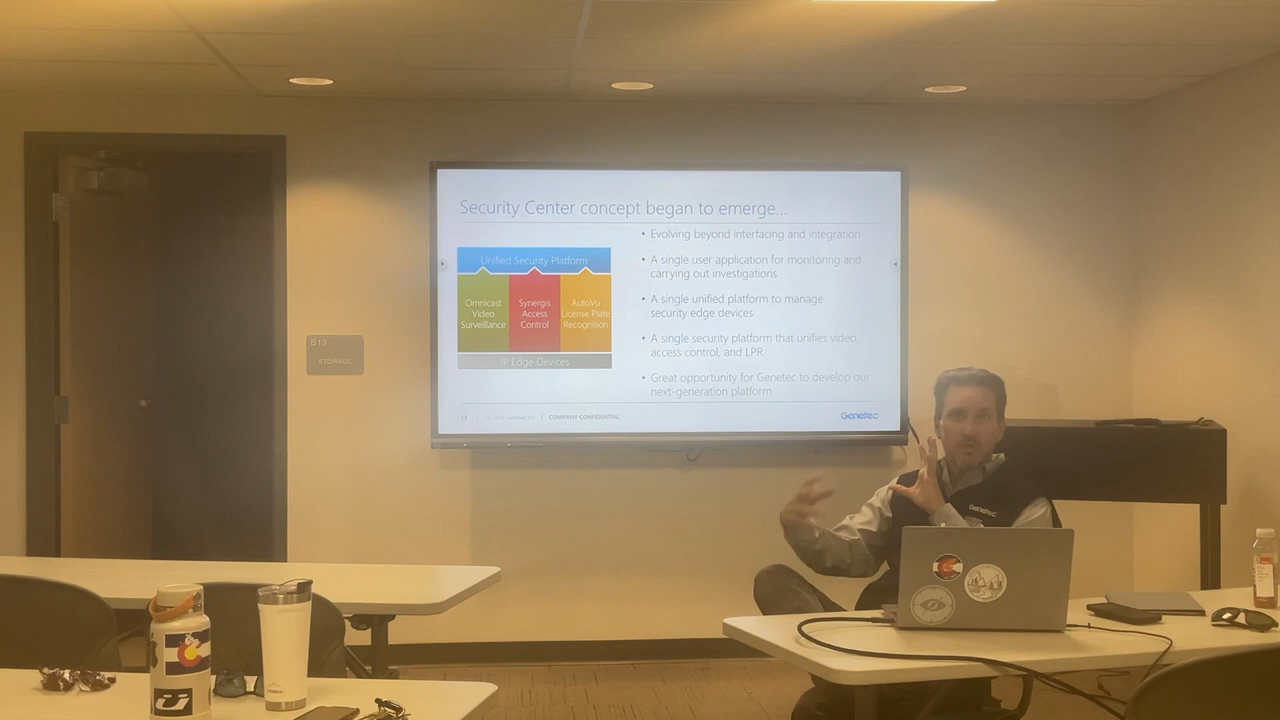 Security Center concept began to emerge...
Unified Security Platform
Omnicast
Video
Surveillance
Synergis
Access
Control
AutoVu
License Plate
Recognition
IP Edge Devices
• Evolving beyond interfacing and integration
• A single user application for monitoring and
carrying out investigations
• A single unified platform to manage
security edge devices
• A single security platform that unifies video,
access control, and LPR
• Great opportunity for Genetec to develop our
next-generation platform
COMPANY CONFIDENTIAL
Genetec
B13
STORAGE
Genetec